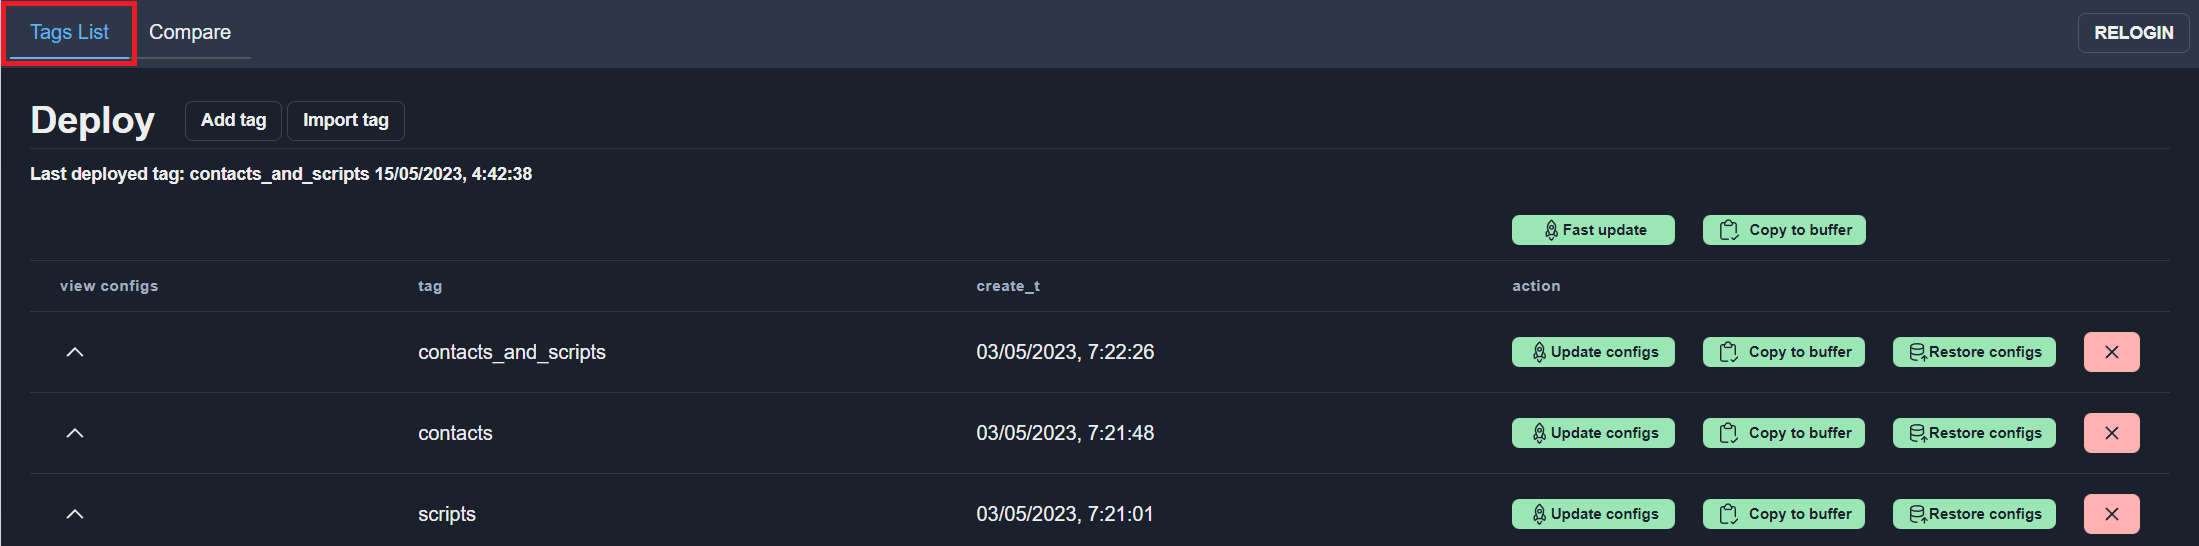 Tags List Compare RELOGIN
Deploy Add tag Import tag
Last deployed tag: contacts_and_scripts 15/05/2023, 4:42:38
Fast update Copy to buffer
view configs tag create_t action
contacts_and_scripts 03/05/2023, 7:22:26 Update configs Copy to buffer Restore configs
contacts 03/05/2023, 7:21:48 Update configs Copy to buffer Restore configs
scripts 03/05/2023, 7:21:01 Update configs Copy to buffer Restore configs